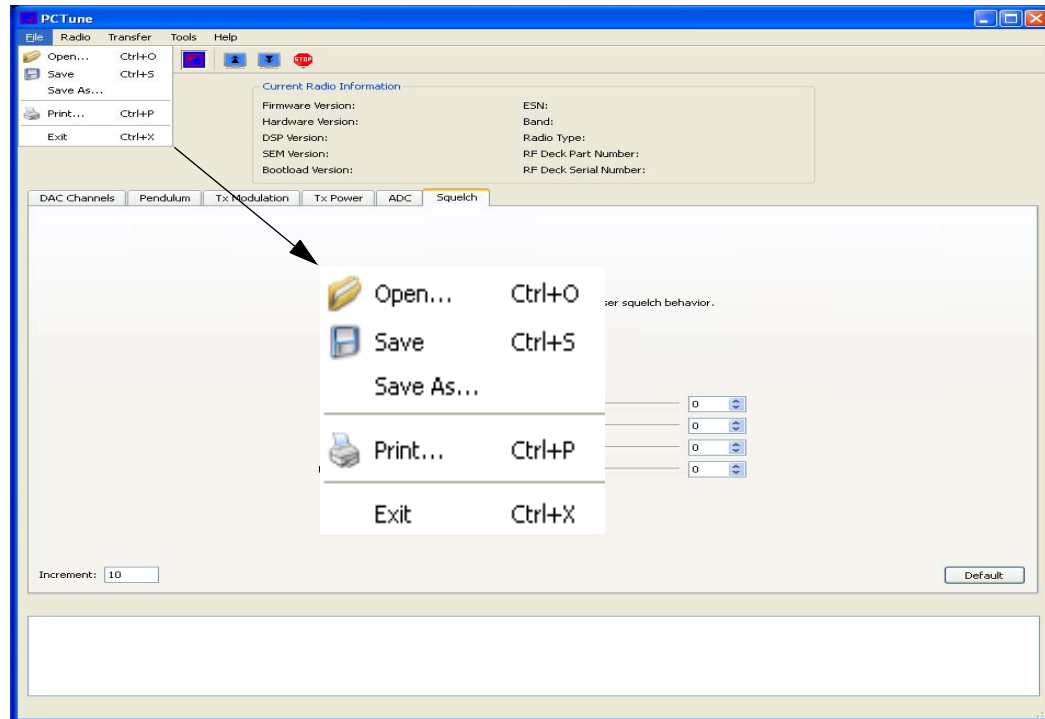 PCTune
File Radio Transfer Tools Help
Open... Ctrl+O
Save Ctrl+S
Save As...
Print... Ctrl+P
Exit Ctrl+X
STOP
Current Radio Information
Firmware Version: ESN:
Hardware Version: Band:
DSP Version: Radio Type:
SEM Version: RF Deck Part Number:
Bootload Version: RF Deck Serial Number:
DAC Channels Pendulum Tx Modulation Tx Power ADC Squelch
squelch behavior.
Open... Ctrl+O
Save Ctrl+S
Save As...
Print... Ctrl+P
Exit Ctrl+X
0
0
0
0
Increment: 10 Default